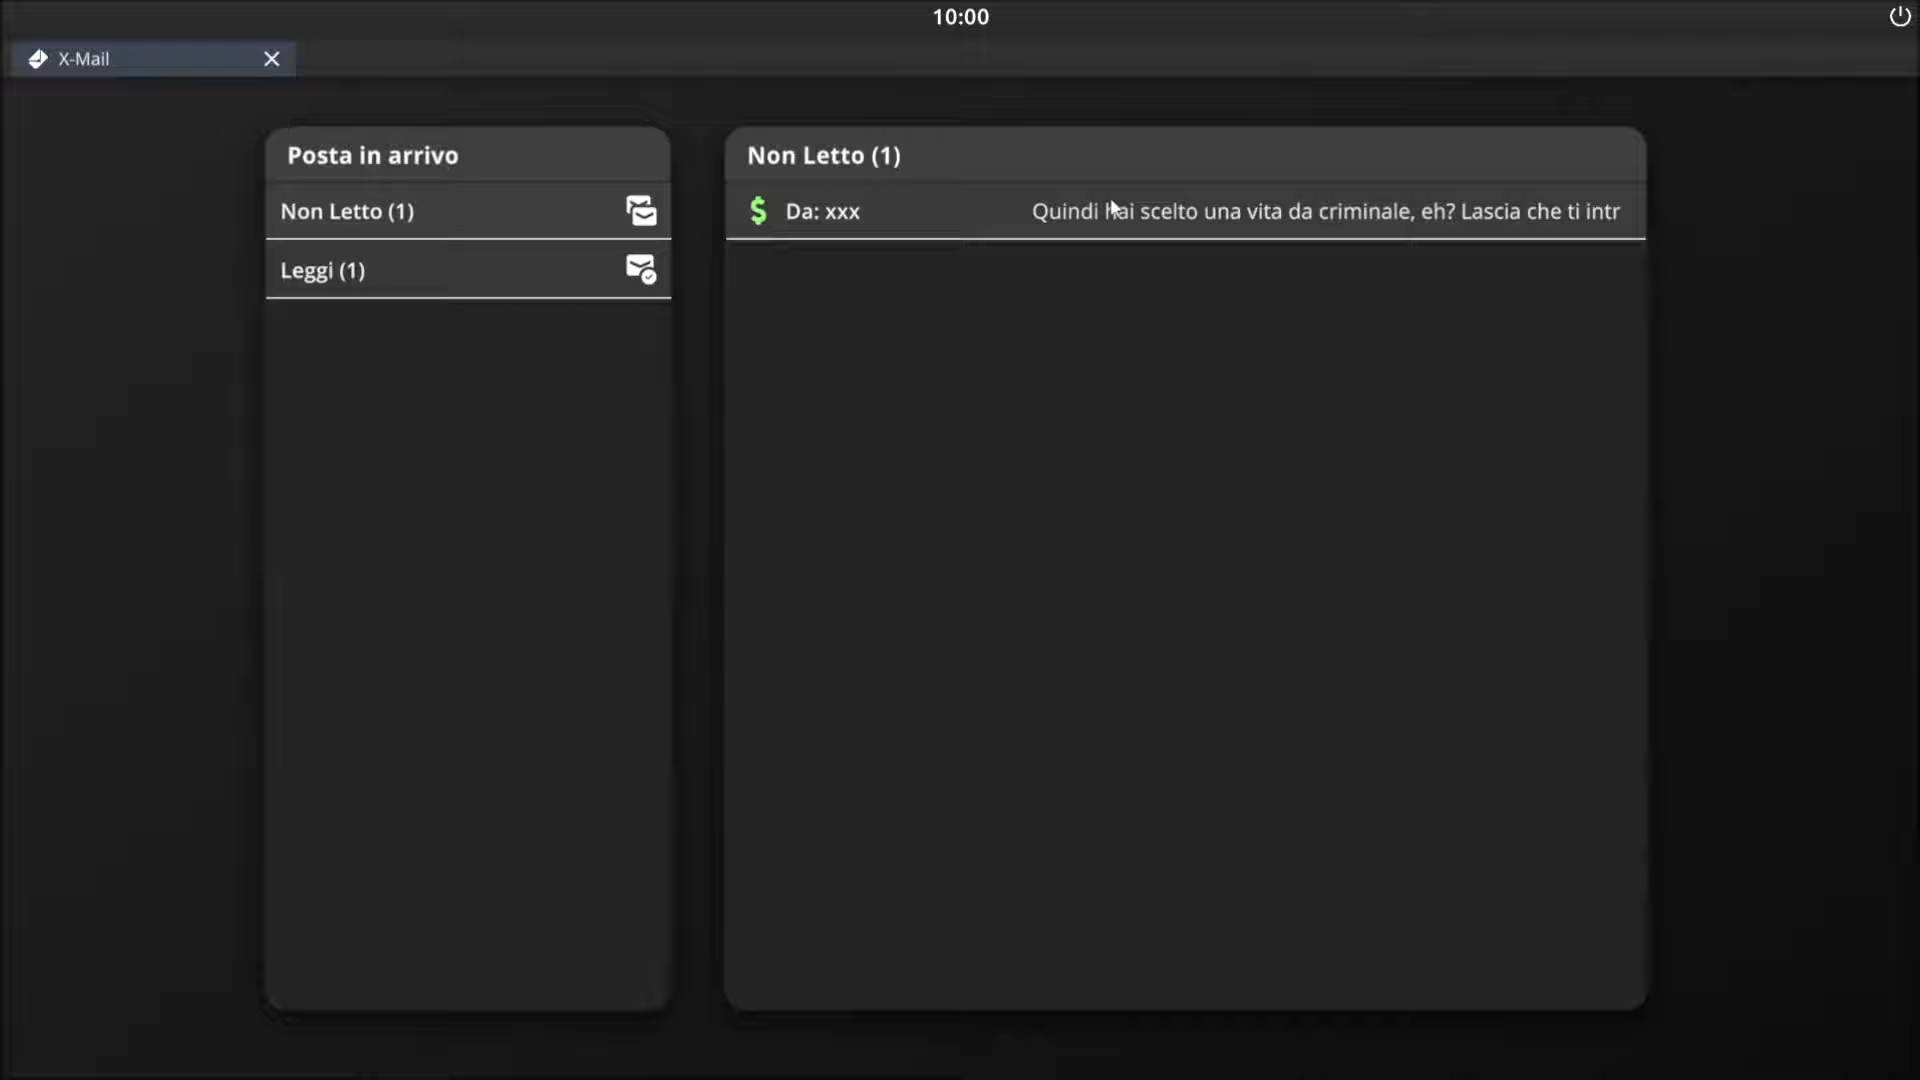 10:00
X-Mail
Posta in arrivo
Non Letto (1)
Leggi (1)
Non Letto (1)
$ Da: xxx Quindi hai scelto una vita da criminale, eh? Lascia che ti intr